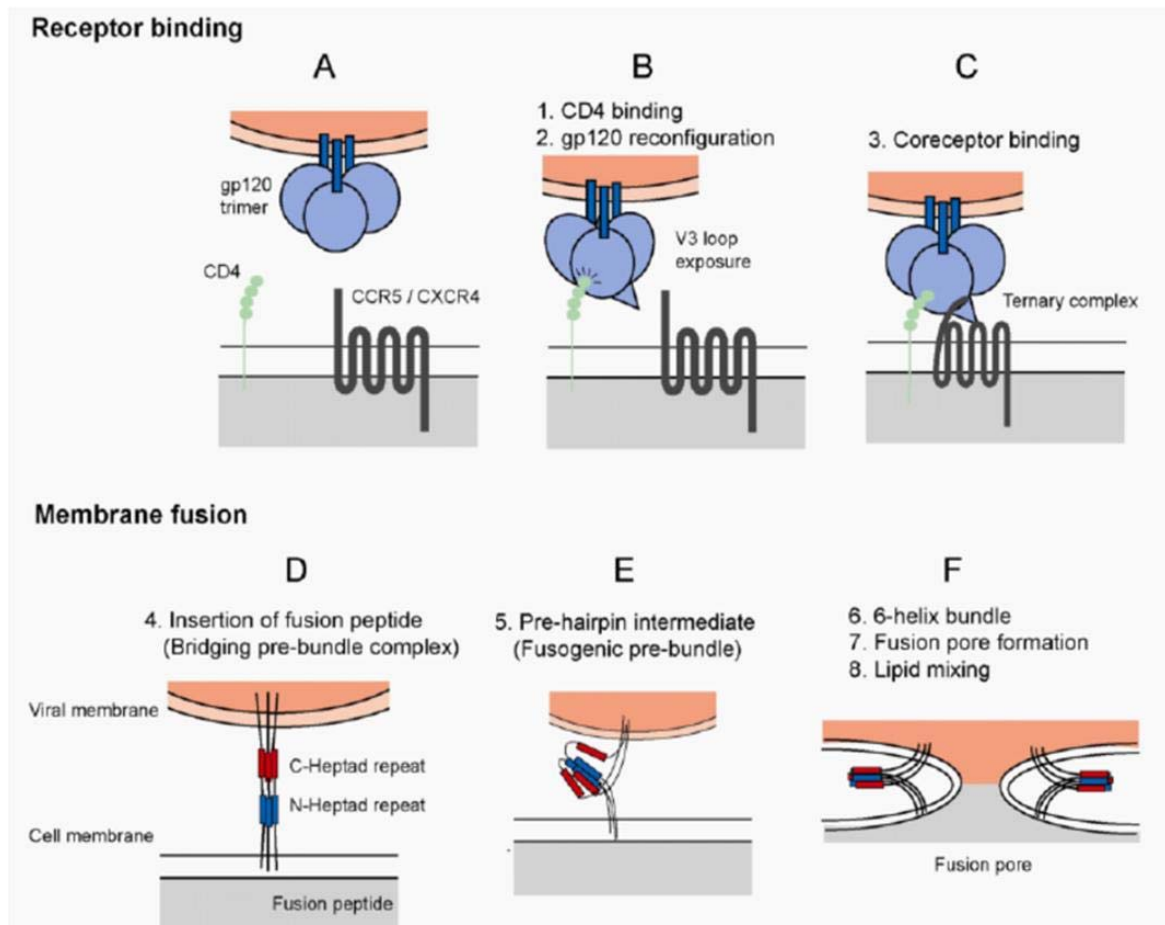 Receptor binding
A
B
C
1. CD4 binding
2. gp120 reconfiguration
3. Coreceptor binding
gp120
trimer
V3 loop
exposure
CD4
CCR5 / CXCR4
Ternary complex
Membrane fusion
D
E
F
4. Insertion of fusion peptide
(Bridging pre-bundle complex)
5. Pre-hairpin intermediate
(Fusogenic pre-bundle)
6. 6-helix bundle
7. Fusion pore formation
8. Lipid mixing
Viral membrane
C-Heptad repeat
N-Heptad repeat
Cell membrane
Fusion peptide
Fusion pore